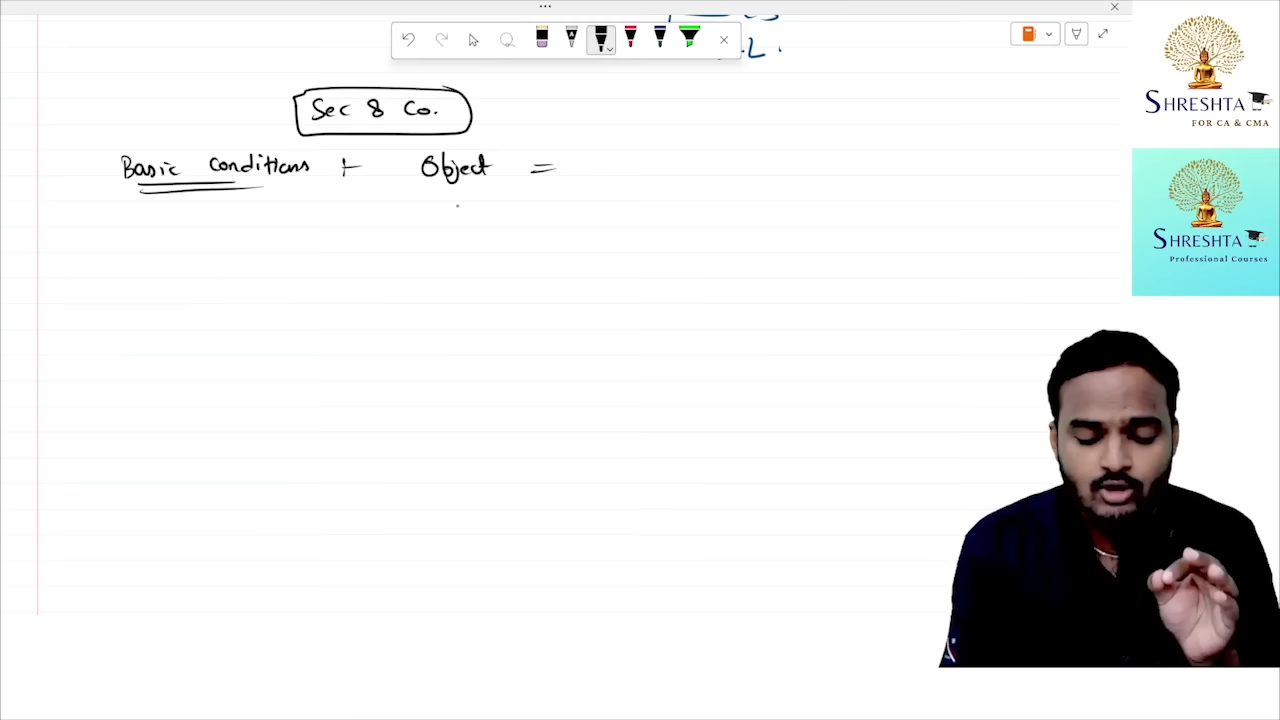 Sec 8 Co.
Basic Conditions ⊢ Object =
SHRESHTA
FOR CA & CMA
SHRESHTA
Professional Courses